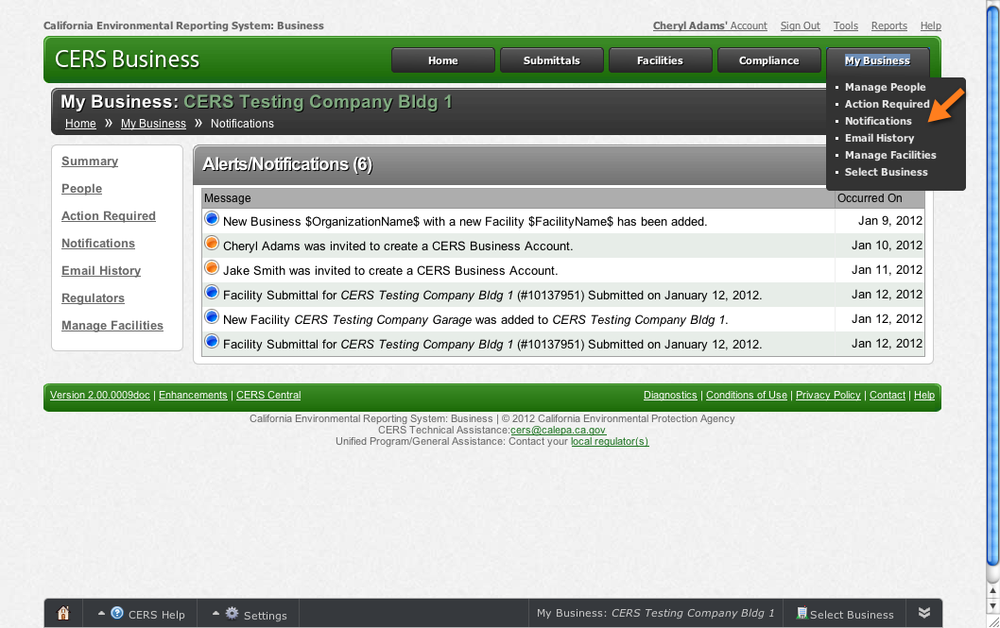 California Environmental Reporting System: Business
Cheryl Adams' Account Sign Out Tools Reports Help
CERS Business
Home Submittals Facilities Compliance My Business
Manage People
Action Required
Notifications
Email History
Manage Facilities
Select Business
My Business: CERS Testing Company Bldg 1
Home » My Business » Notifications
Summary
People
Action Required
Notifications
Email History
Regulators
Manage Facilities
Alerts/Notifications (6)
Message Occurred On
New Business $OrganizationName$ with a new Facility $FacilityName$ has been added. Jan 9, 2012
Cheryl Adams was invited to create a CERS Business Account. Jan 10, 2012
Jake Smith was invited to create a CERS Business Account. Jan 11, 2012
Facility Submittal for CERS Testing Company Bldg 1 (#10137951) Submitted on January 12, 2012. Jan 12, 2012
New Facility CERS Testing Company Garage was added to CERS Testing Company Bldg 1. Jan 12, 2012
Facility Submittal for CERS Testing Company Bldg 1 (#10137951) Submitted on January 12, 2012. Jan 12, 2012
Version 2.00.0009doc | Enhancements | CERS Central
Diagnostics | Conditions of Use | Privacy Policy | Contact | Help
California Environmental Reporting System: Business | © 2012 California Environmental Protection Agency
CERS Technical Assistance:cers@calepa.ca.gov
Unified Program/General Assistance: Contact your local regulator(s)
CERS Help Settings My Business: CERS Testing Company Bldg 1 Select Business